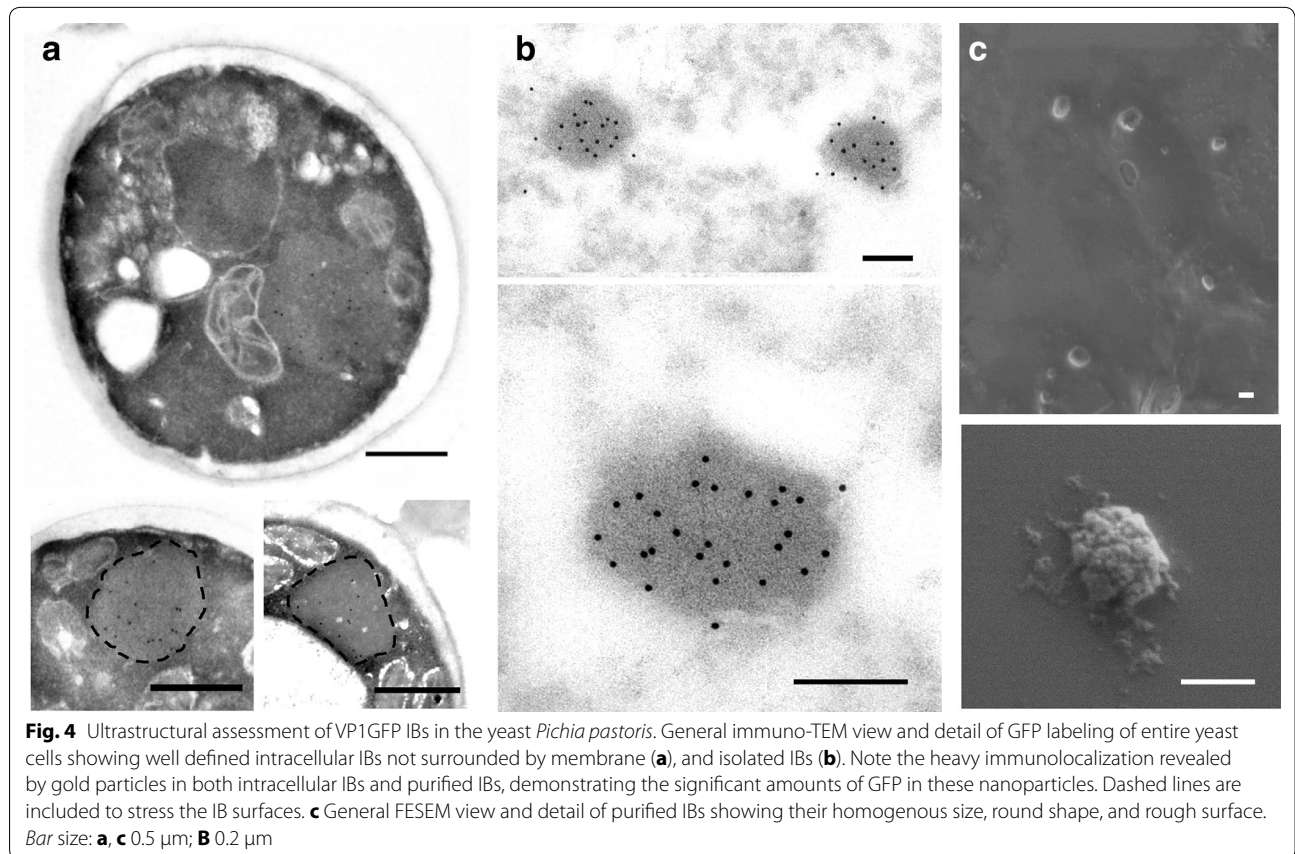 a
b
c
Fig. 4 Ultrastructural assessment of VP1GFP IBs in the yeast Pichia pastoris. General immuno-TEM view and detail of GFP labeling of entire yeast
cells showing well defined intracellular IBs not surrounded by membrane (a), and isolated IBs (b). Note the heavy immunolocalization revealed
by gold particles in both intracellular IBs and purified IBs, demonstrating the significant amounts of GFP in these nanoparticles. Dashed lines are
included to stress the IB surfaces. c General FESEM view and detail of purified IBs showing their homogenous size, round shape, and rough surface.
Bar size: a, c 0.5 µm; B 0.2 µm